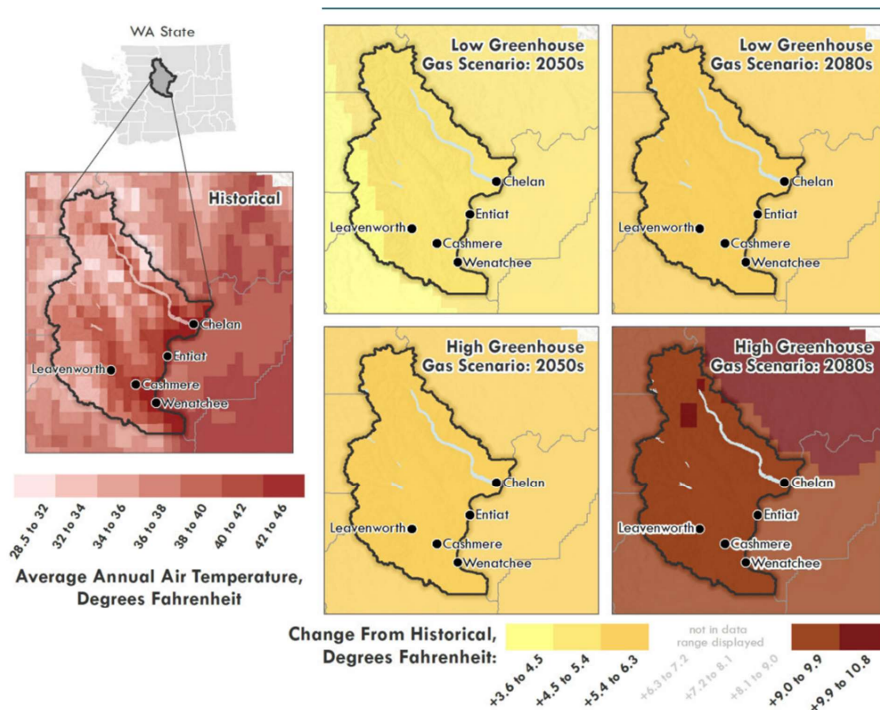 WA State
Historical
Chelan
Entiat
Leavenworth
Cashmere
Wenatchee
28.5 to 32
32 to 34
34 to 36
36 to 38
38 to 40
40 to 42
42 to 46
Average Annual Air Temperature,
Degrees Fahrenheit
Low Greenhouse
Gas Scenario: 2050s
Chelan
Entiat
Leavenworth
Cashmere
Wenatchee
Low Greenhouse
Gas Scenario: 2080s
Chelan
Entiat
Leavenworth
Cashmere
Wenatchee
High Greenhouse
Gas Scenario: 2050s
Chelan
Entiat
Leavenworth
Cashmere
Wenatchee
High Greenhouse
Gas Scenario: 2080s
Chelan
Entiat
Leavenworth
Cashmere
Wenatchee
Change From Historical,
Degrees Fahrenheit:
+3.6 to 4.5
+4.5 to 5.4
+5.4 to 6.3
not in data
range displayed
+6.3 to 7.2
+7.2 to 8.1
+8.1 to 9.0
+9.0 to 9.9
+9.9 to 10.8